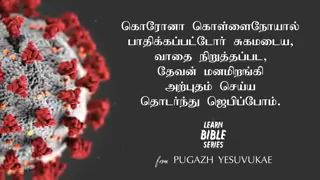 கொரோனா கொள்ளைநோயால்
பாதிக்கப்பட்டோர் சுகமடைய,
வாதை நிறுத்தப்பட,
தேவன் மனமிறங்கி
அற்புதம் செய்ய
தொடர்ந்து ஜெபிப்போம்.
LEARN
BIBLE
SERIES
from PUGAZH YESUVUKAE